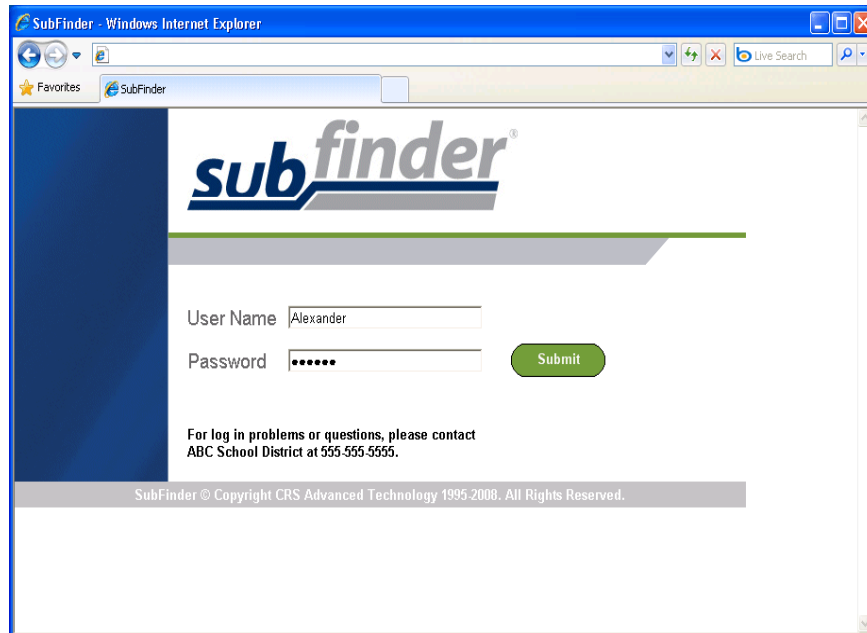 SubFinder - Windows Internet Explorer
Live Search
Favorites
SubFinder
subfinder®
User Name Alexander
Password ••••••
Submit
For log in problems or questions, please contact
ABC School District at 555-555-5555.
SubFinder © Copyright CRS Advanced Technology 1995-2008. All Rights Reserved.